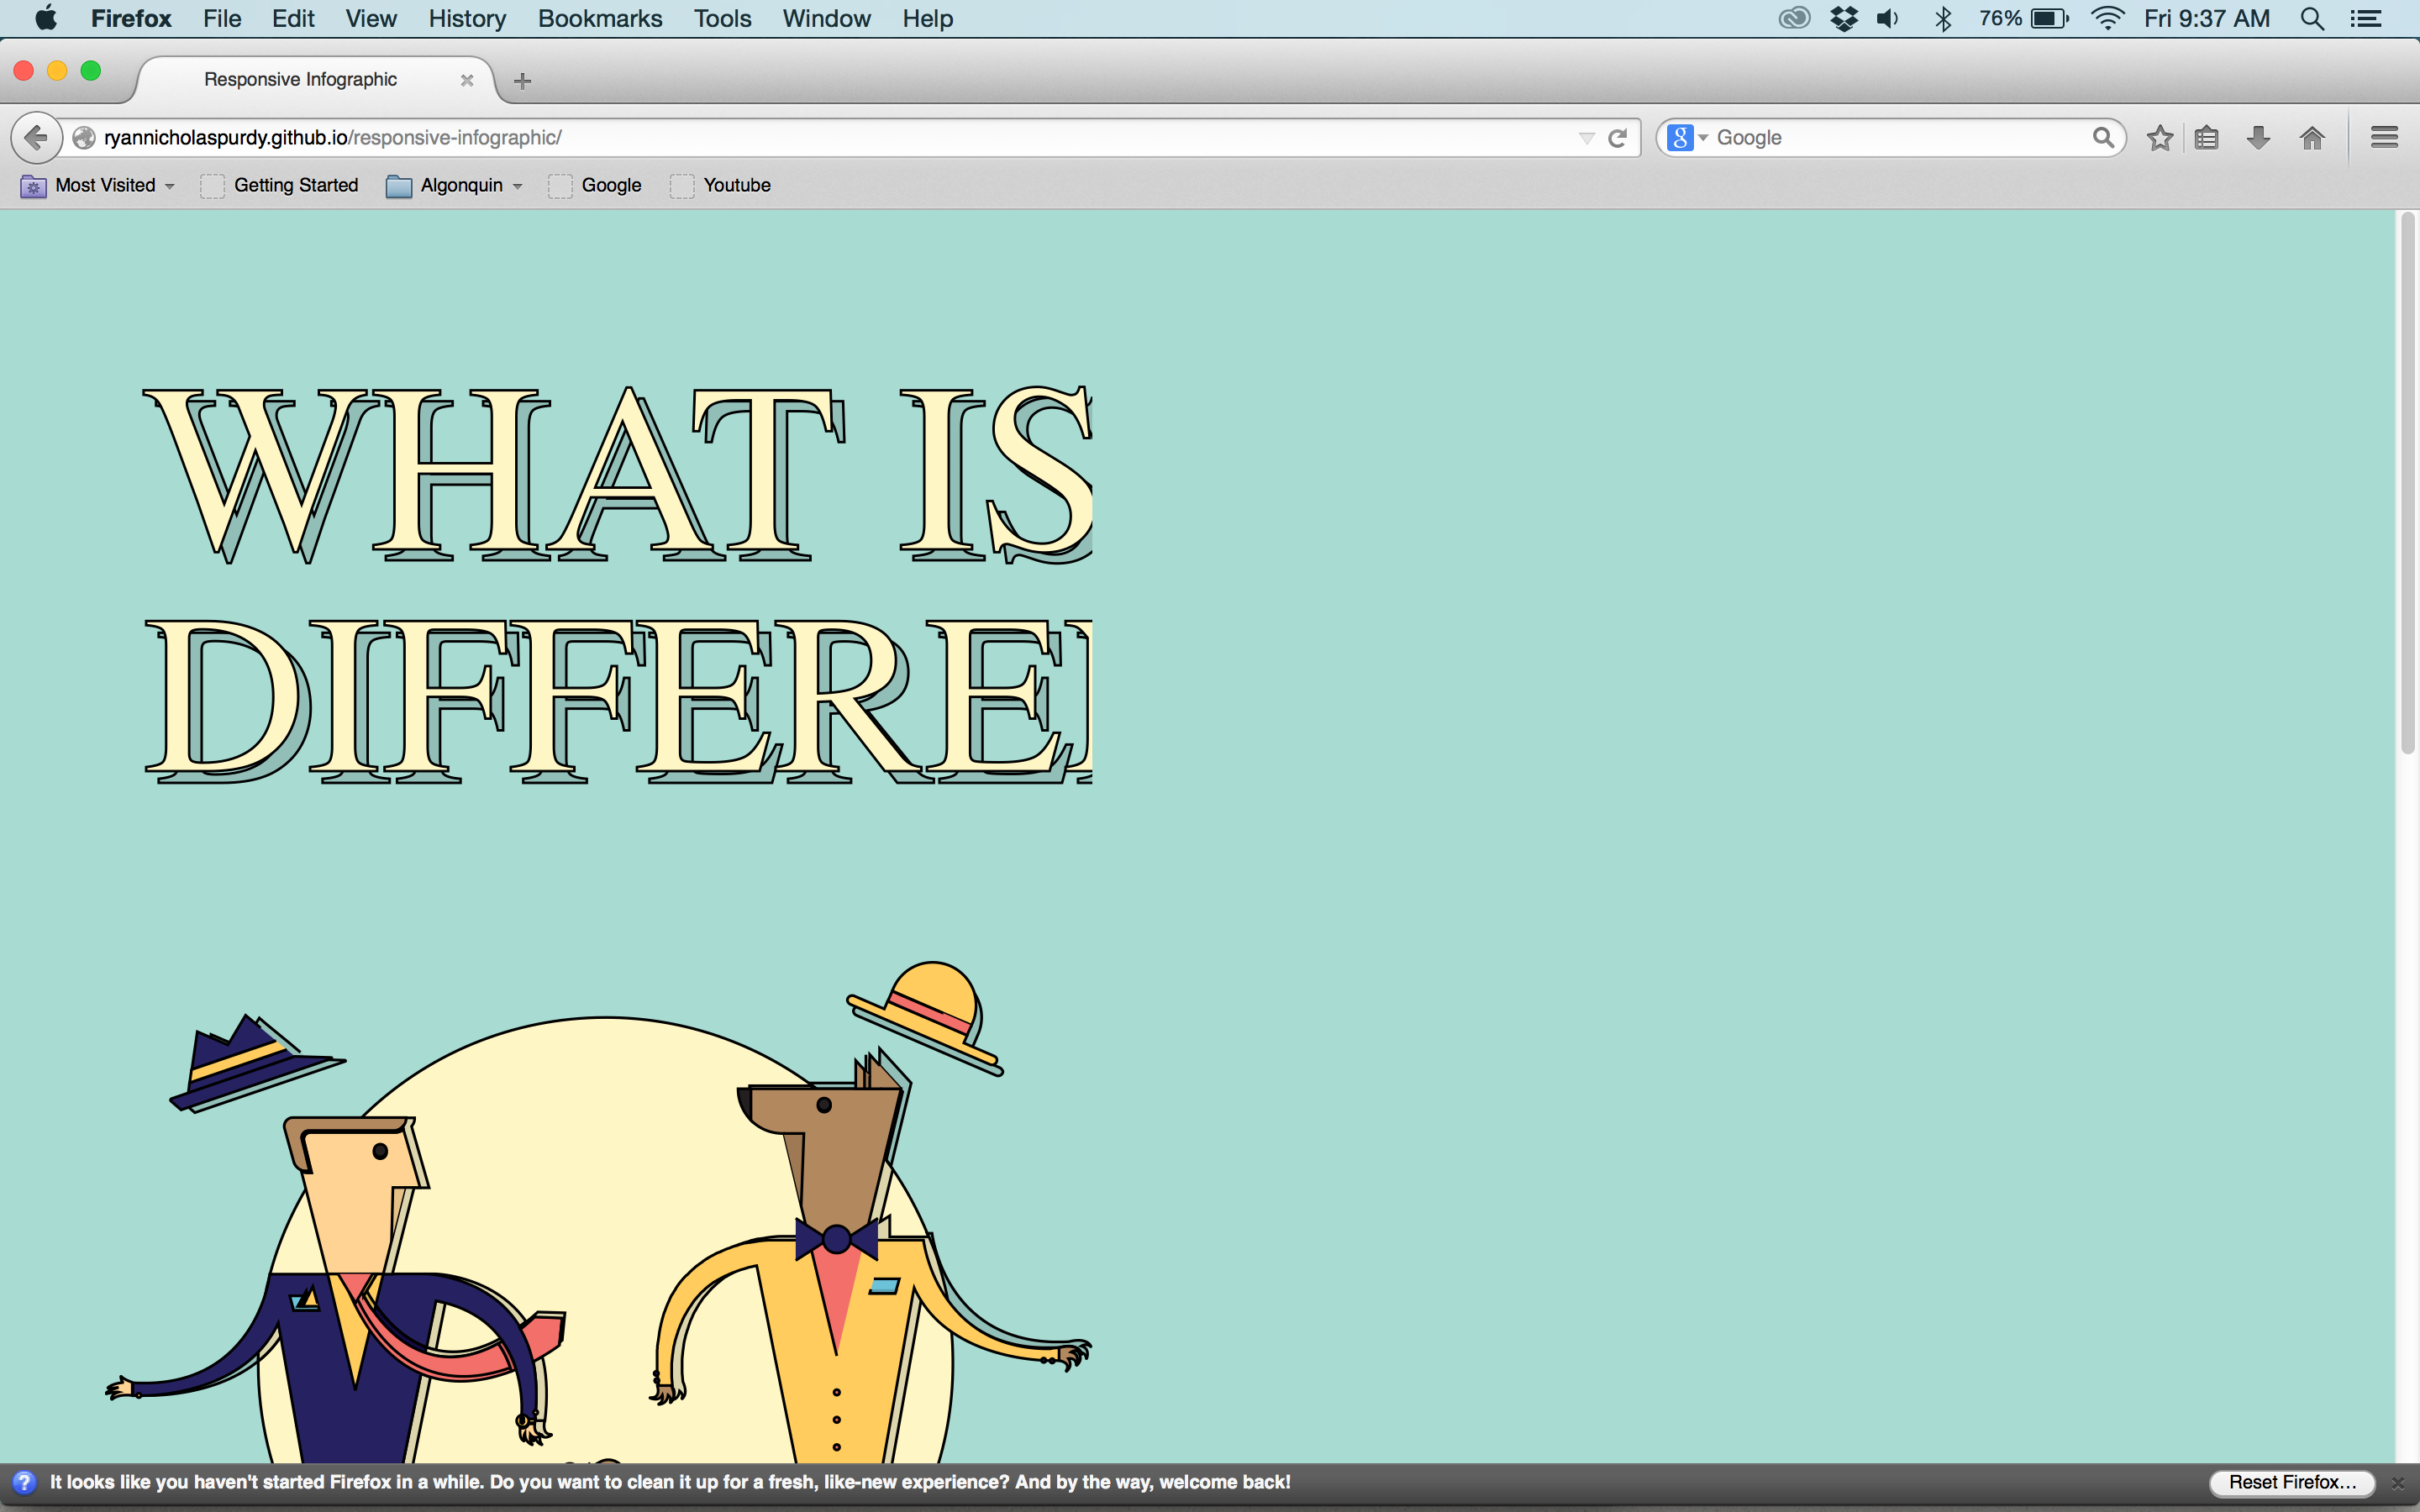 Firefox File Edit View History Bookmarks Tools Window Help 76% Fri 9:37 AM
Responsive Infographic
ryannicholaspurdy.github.io/responsive-infographic/ Google
Most Visited Getting Started Algonquin Google Youtube
WHAT IS
DIFFERE
It looks like you haven't started Firefox in a while. Do you want to clean it up for a fresh, like-new experience? And by the way, welcome back! Reset Firefox...